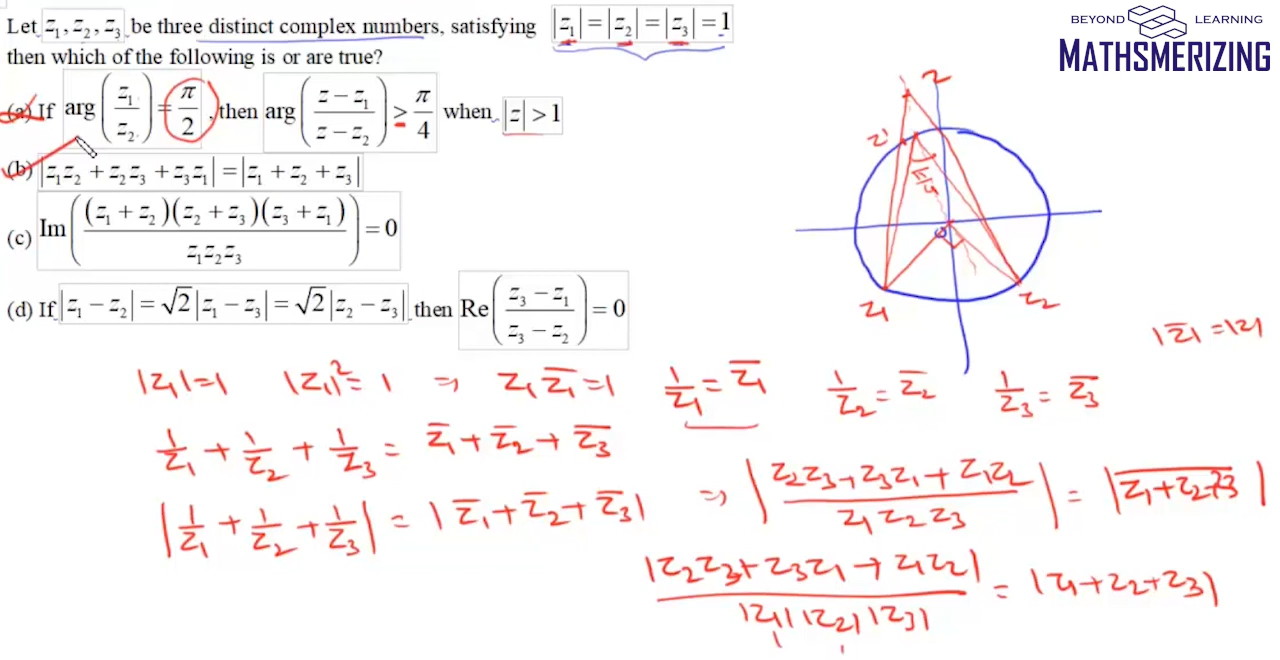 Let z₁, z₂, z₃ be three distinct complex numbers, satisfying |z₁| = |z₂| = |z₃| = 1
then which of the following is or are true?
(a) If arg(z₁/z₂) = π/2, then arg((z − z₁)/(z − z₂)) ≥ π/4 when |z| > 1
(b) |z₁z₂ + z₂z₃ + z₃z₁| = |z₁ + z₂ + z₃|
(c) Im((z₁ + z₂)(z₂ + z₃)(z₃ + z₁)/z₁z₂z₃) = 0
(d) If |z₁ − z₂| = √2|z₁ − z₃| = √2|z₂ − z₃| then Re((z₃ − z₁)/(z₃ − z₂)) = 0
BEYOND LEARNING
MATHSMERIZING
z
z'
π/4
O
z₁
z₂
|z̄₁| = |z|
|z₁| = 1 |z₁|² = 1 ⇒ z₁z̄₁ = 1 1/z₁ = z̄₁ 1/z₂ = z̄₂ 1/z₃ = z̄₃
1/z₁ + 1/z₂ + 1/z₃ = z̄₁ + z̄₂ + z̄₃
|1/z₁ + 1/z₂ + 1/z₃| = |z̄₁ + z̄₂ + z̄₃| ⇒ |(z₂z₃ + z₃z₁ + z₁z₂)/z₁z₂z₃| = |z̅₁̅ ̅+̅ ̅z̅₂̅ ̅+̅ ̅z̅₃̅|
|z₂z₃ + z₃z₁ + z₁z₂|/|z₁||z₂||z₃| = |z₁ + z₂ + z₃|
1 1